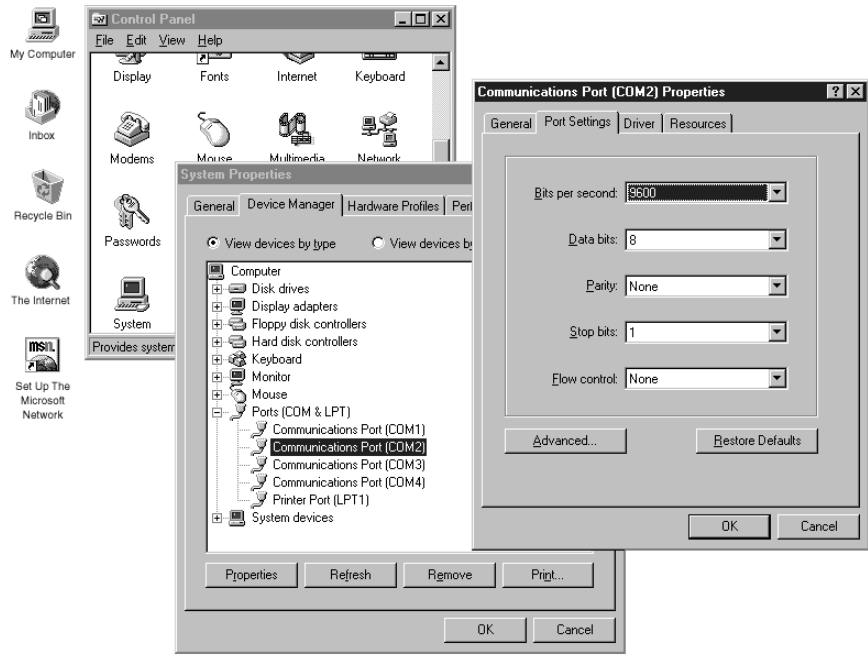 My Computer
Inbox
Recycle Bin
The Internet
msn.
Set Up The
Microsoft
Network
Control Panel
File Edit View Help
Display Fonts Internet Keyboard
Modems Mouse Multimedia Network
Passwords
System
Provides system
System Properties
General Device Manager Hardware Profiles
View devices by type View devices by
Computer
Disk drives
Display adapters
Floppy disk controllers
Hard disk controllers
Keyboard
Monitor
Mouse
Ports (COM & LPT)
Communications Port (COM1)
Communications Port (COM2)
Communications Port (COM3)
Communications Port (COM4)
Printer Port (LPT1)
System devices
Properties Refresh Remove Print...
OK Cancel
Communications Port (COM2) Properties
General Port Settings Driver Resources
Bits per second: 9600
Data bits: 8
Parity: None
Stop bits: 1
Flow control: None
Advanced... Restore Defaults
OK Cancel